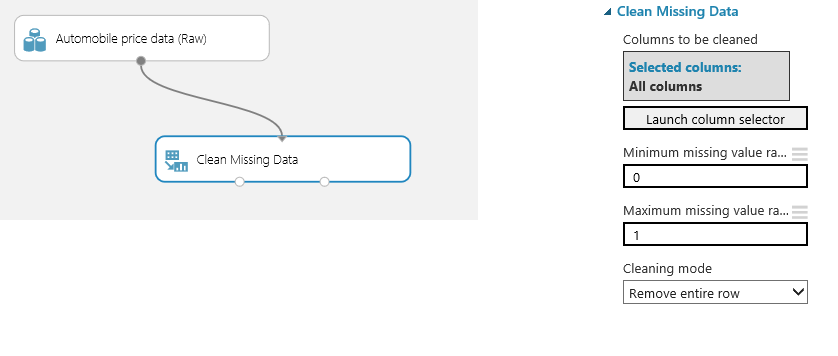 Automobile price data (Raw)
Clean Missing Data
Clean Missing Data
Columns to be cleaned
Selected columns:
All columns
Launch column selector
Minimum missing value ra...
0
Maximum missing value ra...
1
Cleaning mode
Remove entire row